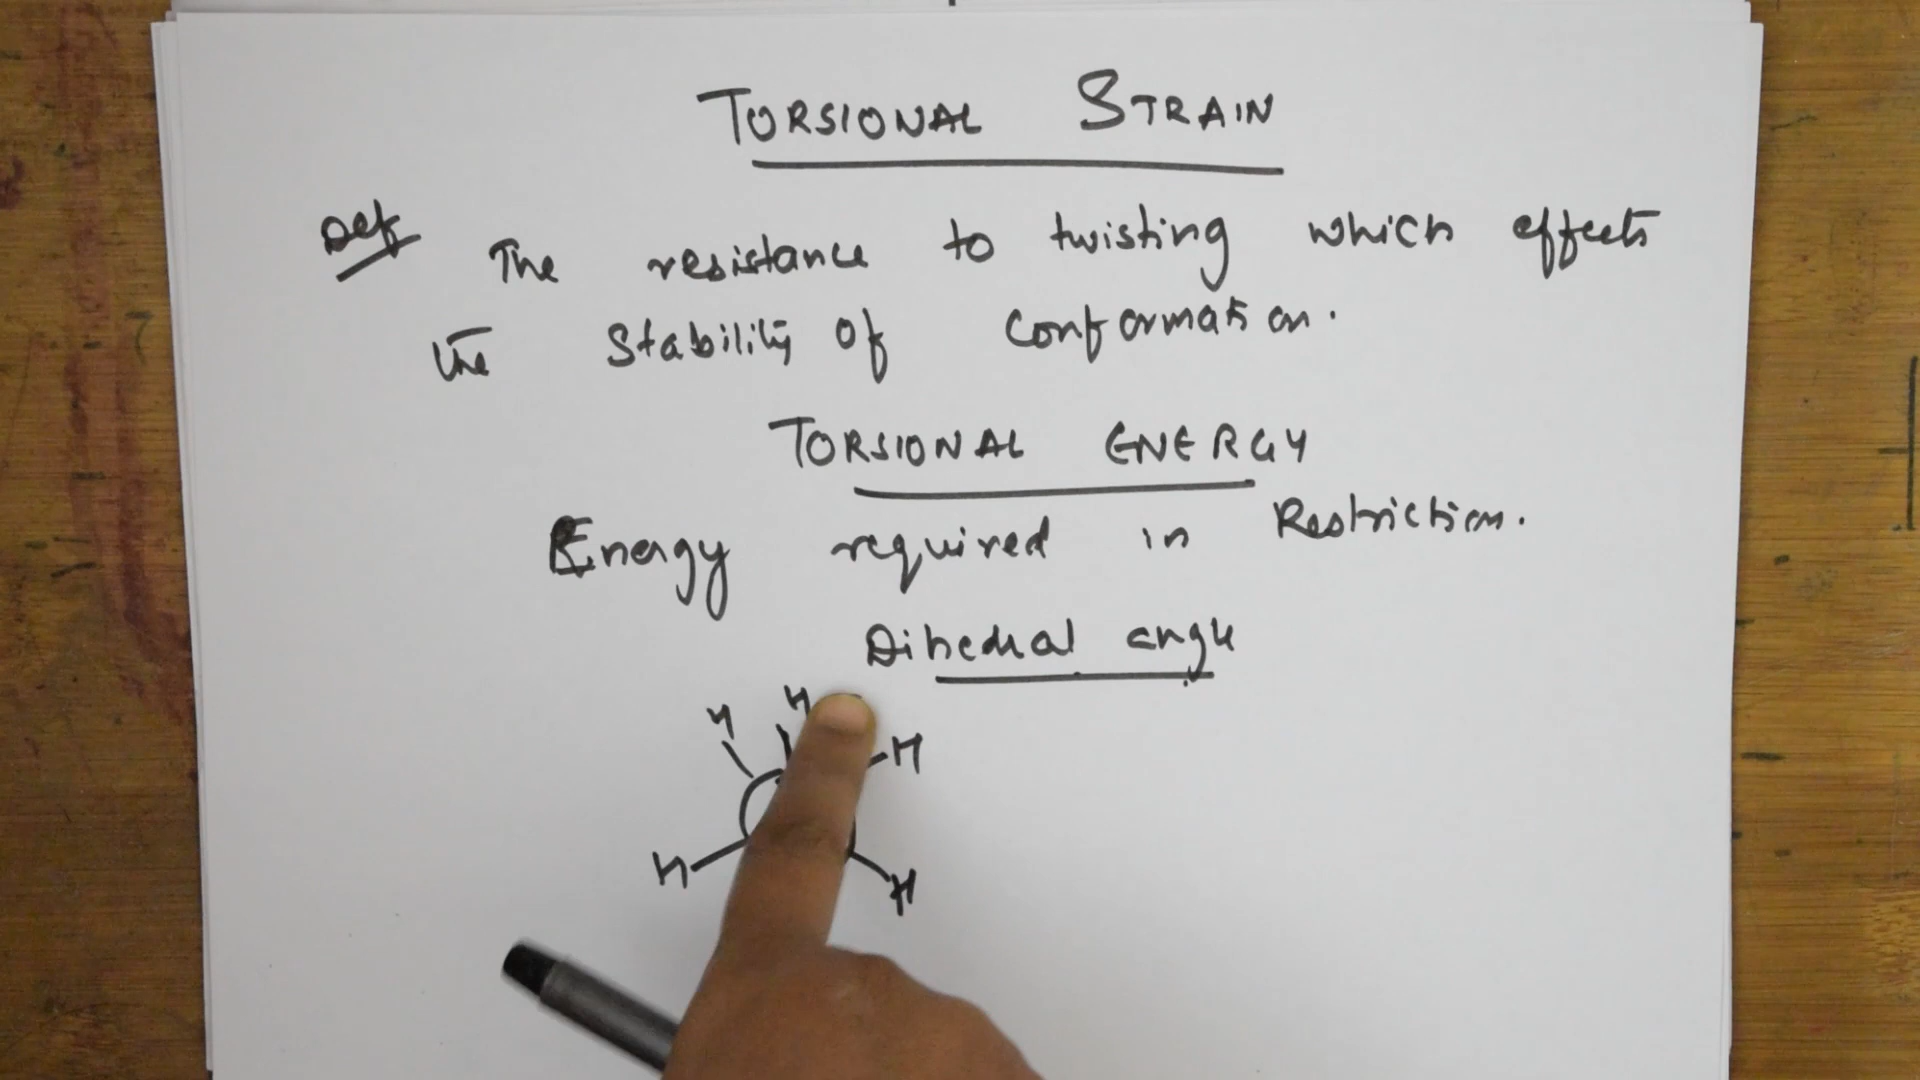 TORSIONAL STRAIN
Def The resistance to twisting which effects
the stability of conformation.
TORSIONAL ENERGY
Energy required in Restriction.
Dihedral angle
H H
H
H
H